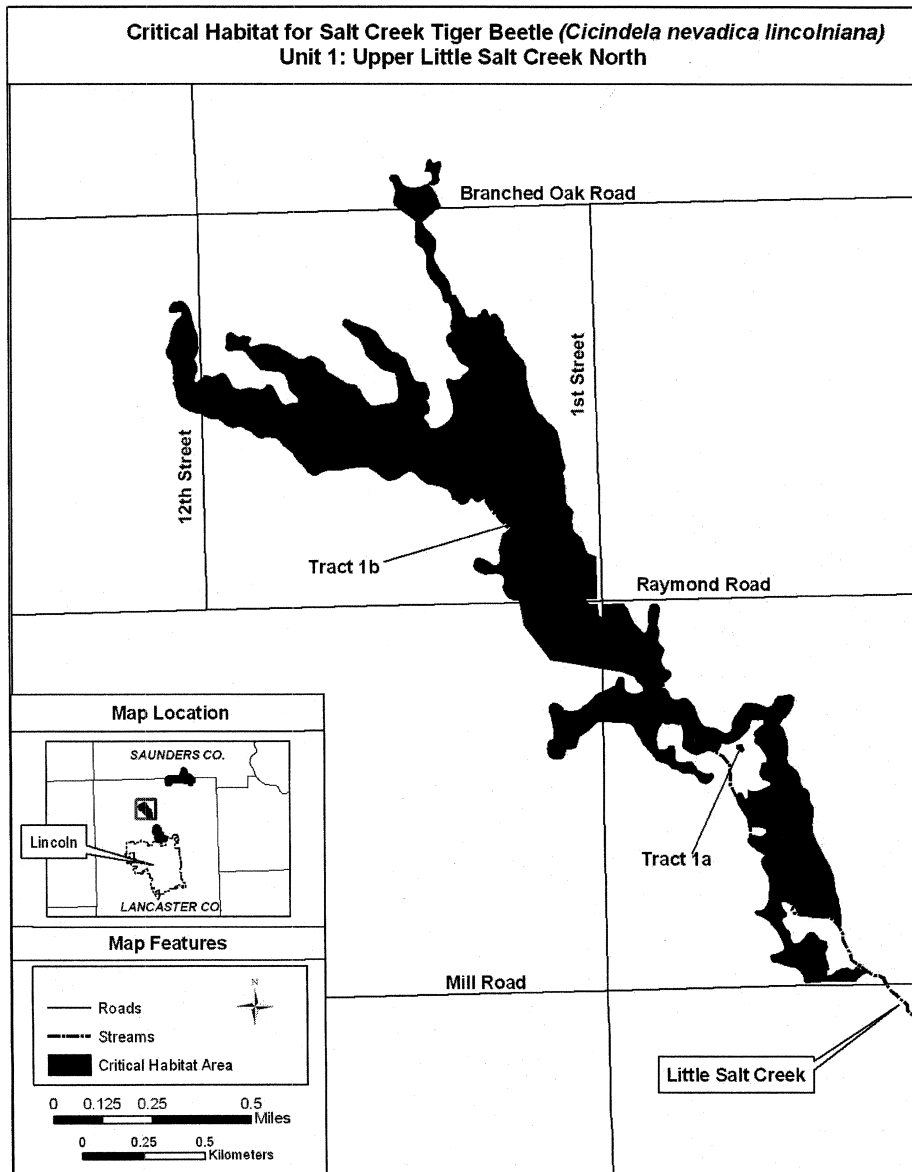 Critical Habitat for Salt Creek Tiger Beetle (Cicindela nevadica lincolniana)
Unit 1: Upper Little Salt Creek North
Branched Oak Road
1st Street
12th Street
Tract 1b
Raymond Road
Map Location
SAUNDERS CO.
Lincoln
LANCASTER CO.
Tract 1a
Map Features
Mill Road
N
Roads
Streams
Critical Habitat Area
Little Salt Creek
0 0.125 0.25 0.5
Miles
0 0.25 0.5
Kilometers